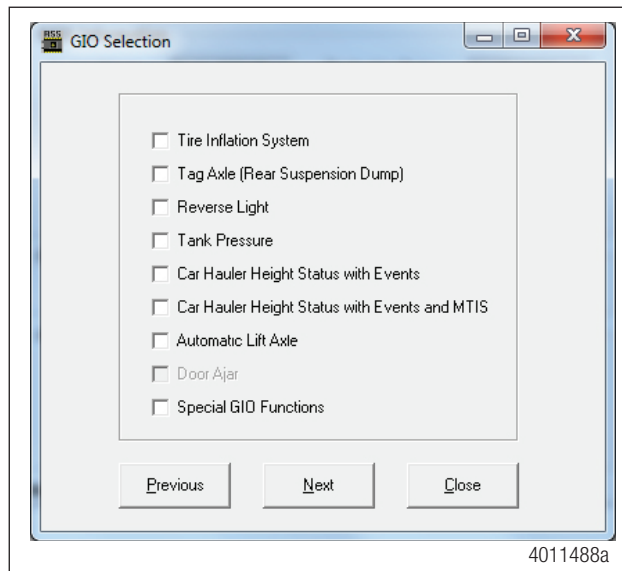 RSS
GIO Selection
Tire Inflation System
Tag Axle (Rear Suspension Dump)
Reverse Light
Tank Pressure
Car Hauler Height Status with Events
Car Hauler Height Status with Events and MTIS
Automatic Lift Axle
Door Ajar
Special GIO Functions
Previous Next Close
4011488a